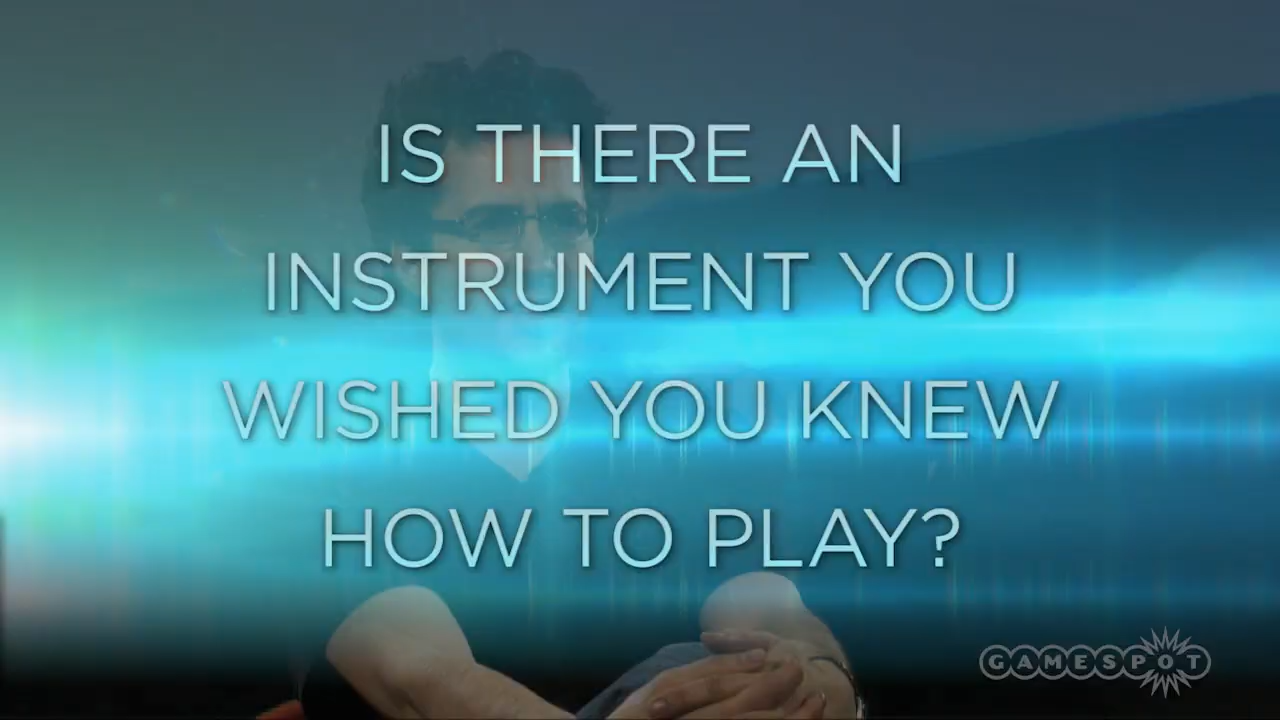 IS THERE AN
INSTRUMENT YOU
WISHED YOU KNEW
HOW TO PLAY?
GAMESPOT